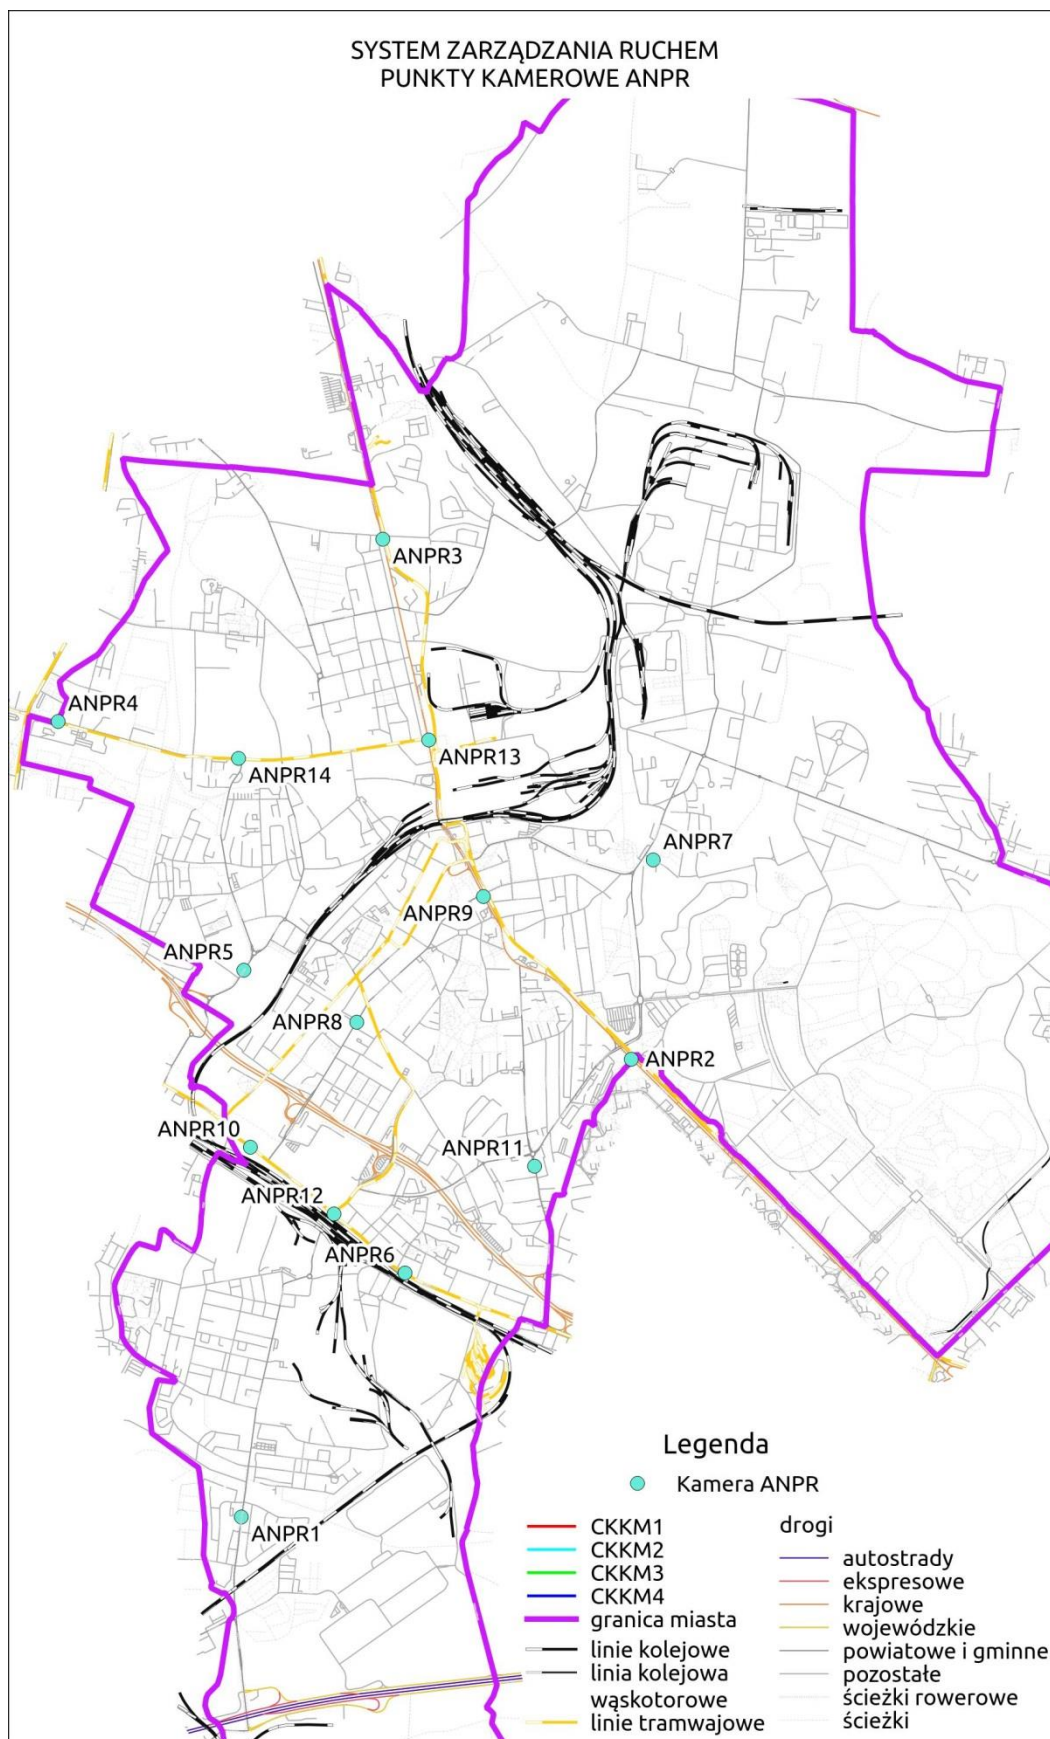 SYSTEM ZARZĄDZANIA RUCHEM
PUNKTY KAMEROWE ANPR
ANPR3
ANPR4
ANPR13
ANPR14
ANPR7
ANPR9
ANPR5
ANPR8
ANPR2
ANPR10
ANPR11
ANPR12
ANPR6
ANPR1
Legenda
Kamera ANPR
CKKM1
CKKM2
CKKM3
CKKM4
granica miasta
linie kolejowe
linia kolejowa
wąskotorowe
linie tramwajowe
drogi
autostrady
ekspresowe
krajowe
wojewódzkie
powiatowe i gminne
pozostałe
ścieżki rowerowe
ścieżki